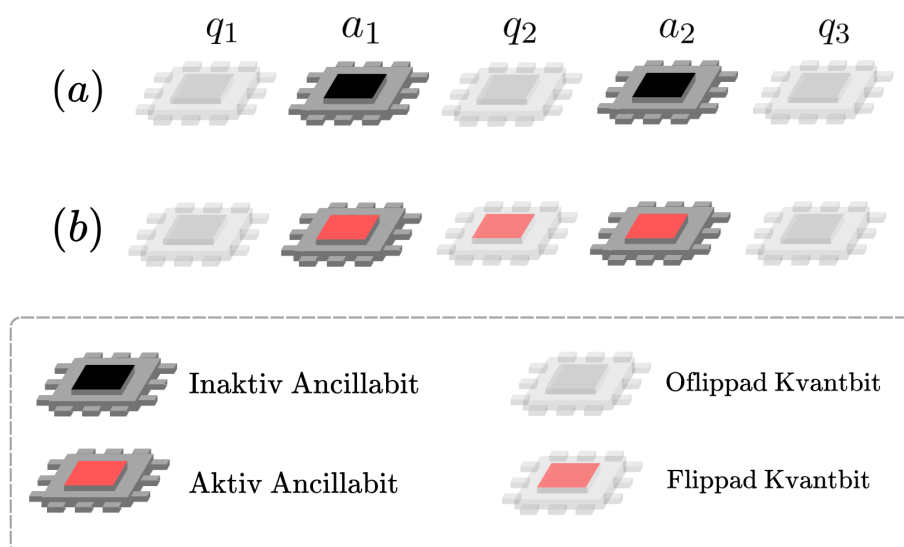 q1 a1 q2 a2 q3
(a)
(b)
Inaktiv Ancillabit
Oflippad Kvantbit
Aktiv Ancillabit
Flippad Kvantbit